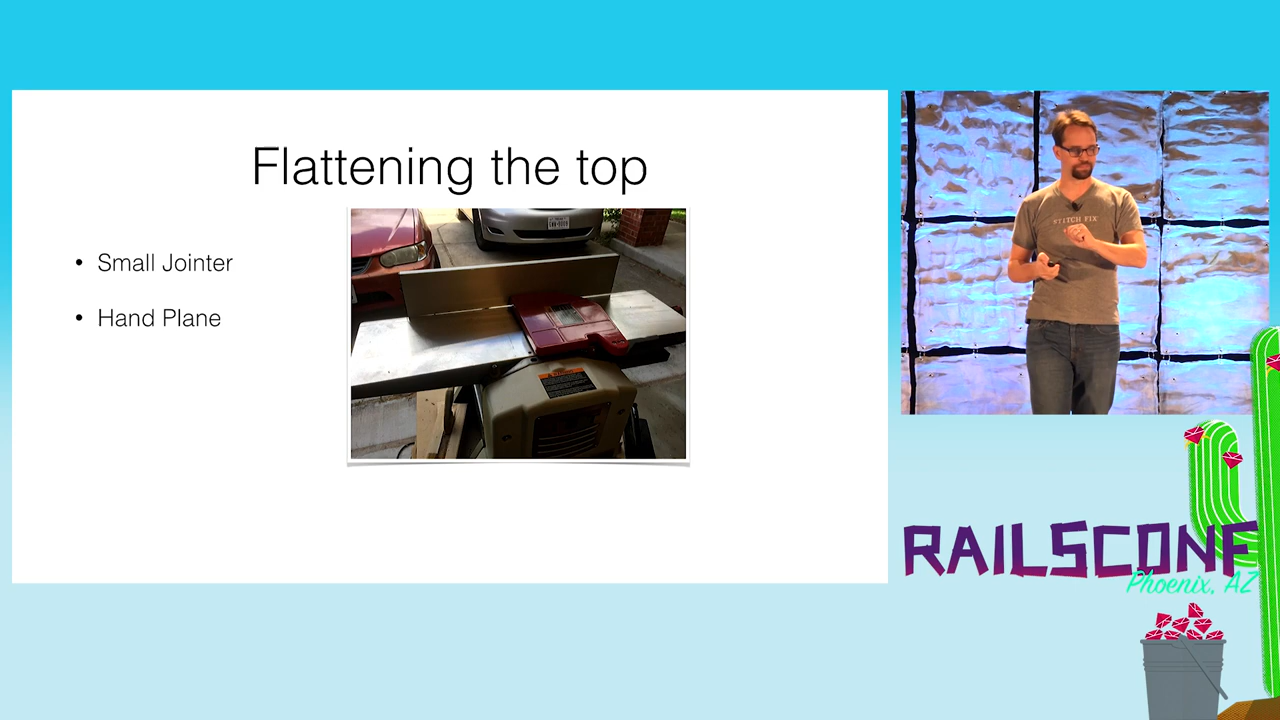 Flattening the top
• Small Jointer
• Hand Plane
STITCH FIX
RAILSCONF
Phoenix, AZ